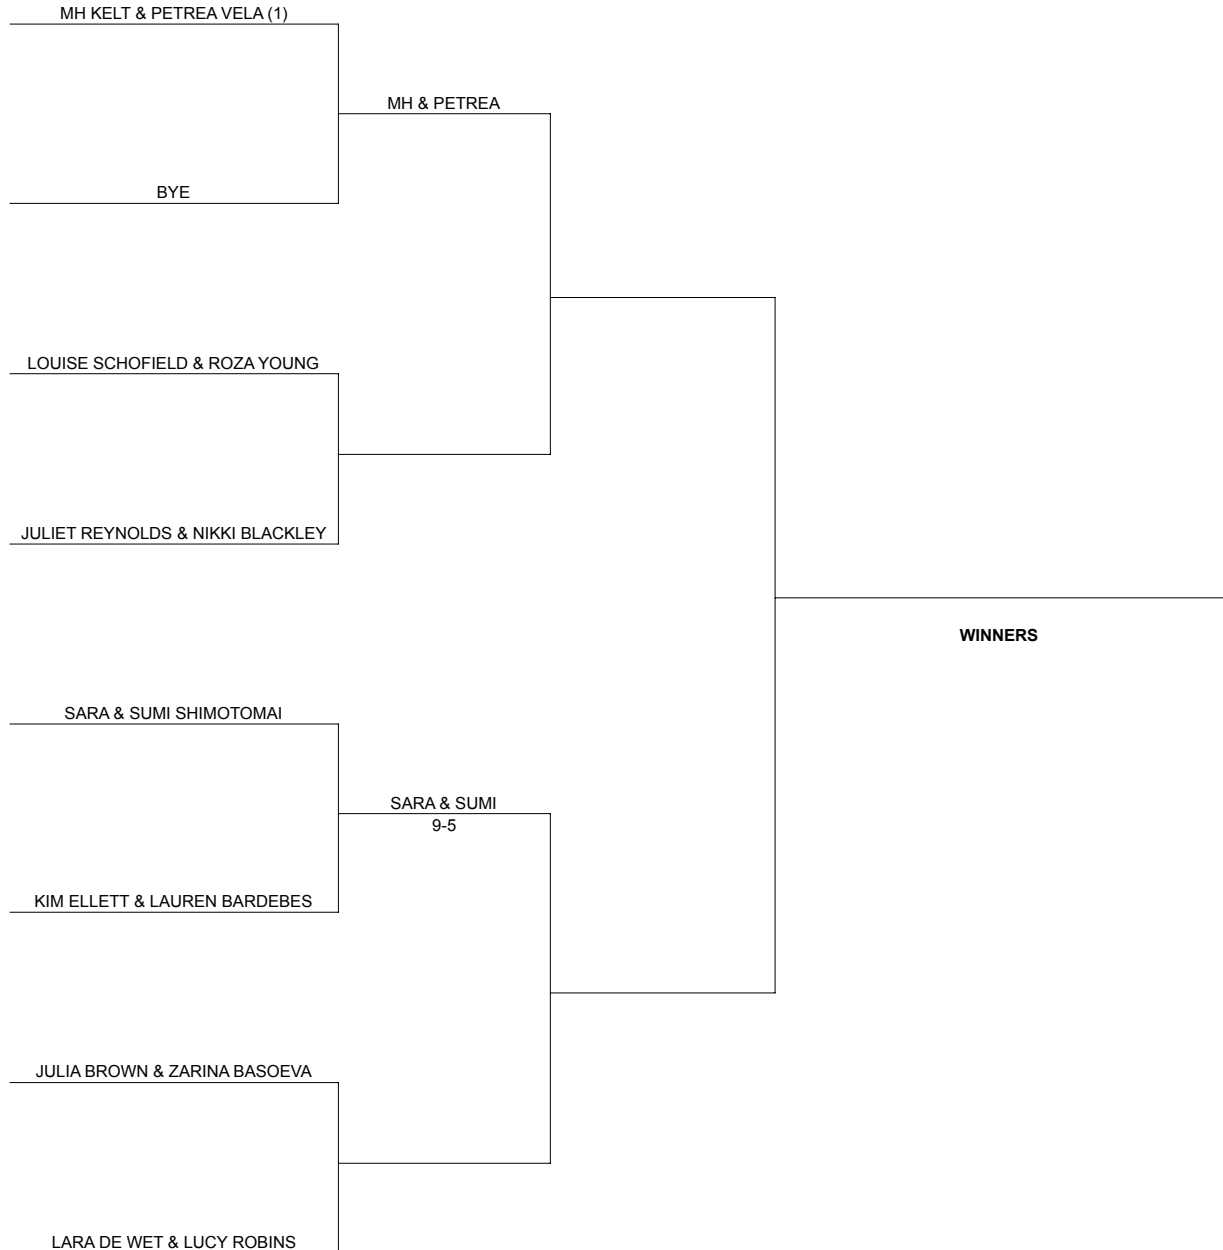 MH KELT & PETREA VELA (1)
MH & PETREA
BYE
LOUISE SCHOFIELD & ROZA YOUNG
JULIET REYNOLDS & NIKKI BLACKLEY
WINNERS
SARA & SUMI SHIMOTOMAI
SARA & SUMI
9-5
KIM ELLETT & LAUREN BARDEBES
JULIA BROWN & ZARINA BASOEVA
LARA DE WET & LUCY ROBINS